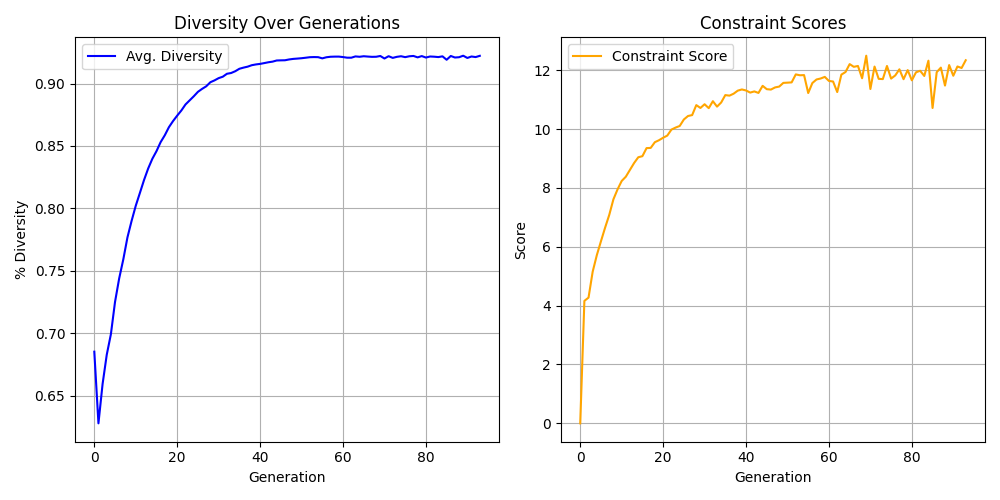 Diversity Over Generations
Avg. Diversity
% Diversity
0.90
0.85
0.80
0.75
0.70
0.65
0 20 40 60 80
Generation
Constraint Scores
Constraint Score
Score
12
10
8
6
4
2
0
0 20 40 60 80
Generation